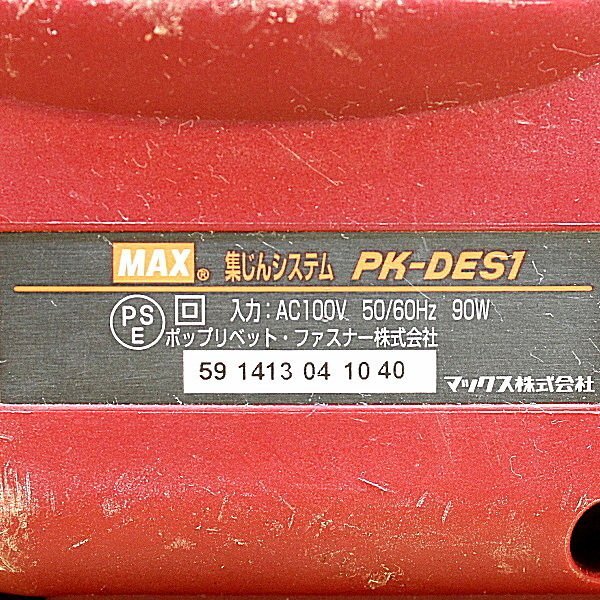 MAX® 集じんシステム PK-DES1
PS E 入力:AC100V 50/60Hz 90W
ポップリベット・ファスナー株式会社
59 1413 04 10 40 マックス株式会社